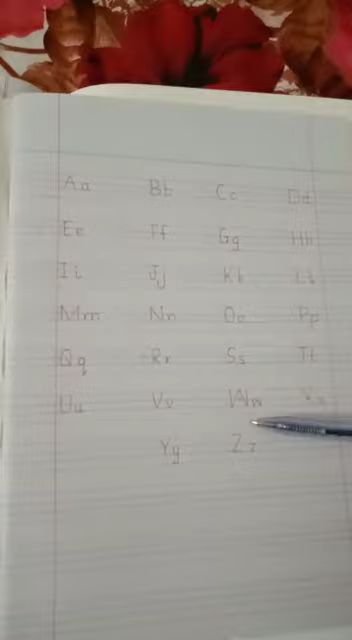 Aa Bb Cc Dd
Ee Ff Gg Hh
Ii Jj Kk Ll
Mm Nn Oo Pp
Qq Rr Ss Tt
Uu Vv Ww Xx
Yy Zz